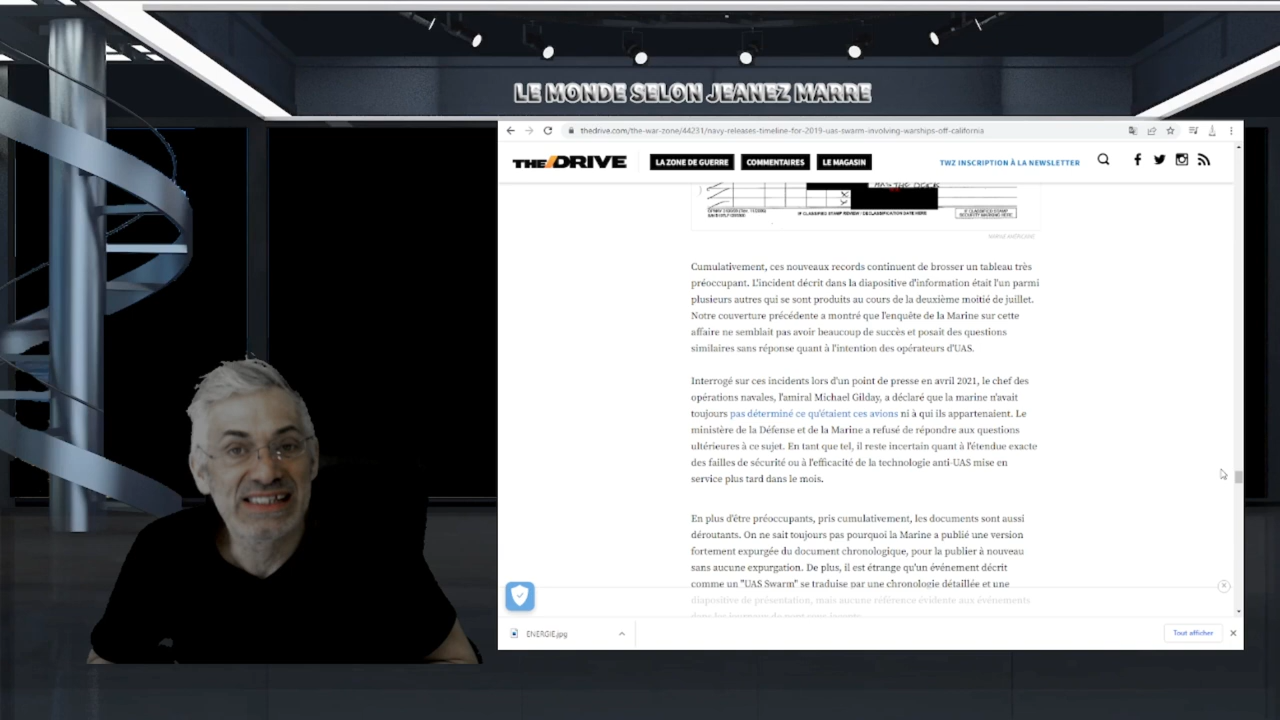 LE MONDE SELON JEANEZ MARRE
thedrive.com/the-war-zone/44231/navy-releases-timeline-for-2019-uas-swarm-involving-warships-off-california
THE DRIVE
LA ZONE DE GUERRE
COMMENTAIRES
LE MAGASIN
TWZ INSCRIPTION À LA NEWSLETTER
Cumulativement, ces nouveaux records continuent de brosser un tableau très
préoccupant. L'incident décrit dans la diapositive d'information était l'un parmi
plusieurs autres qui se sont produits au cours de la deuxième moitié de juillet.
Notre couverture précédente a montré que l'enquête de la Marine sur cette
affaire ne semblait pas avoir beaucoup de succès et posait des questions
similaires sans réponse quant à l'intention des opérateurs d'UAS.
Interrogé sur ces incidents lors d'un point de presse en avril 2021, le chef des
opérations navales, l'amiral Michael Gilday, a déclaré que la marine n'avait
toujours pas déterminé ce qu'étaient ces avions ni à qui ils appartenaient. Le
ministère de la Défense et de la Marine a refusé de répondre aux questions
ultérieures à ce sujet. En tant que tel, il reste incertain quant à l'étendue exacte
des failles de sécurité ou à l'efficacité de la technologie anti-UAS mise en
service plus tard dans le mois.
En plus d'être préoccupants, pris cumulativement, les documents sont aussi
déroutants. On ne sait toujours pas pourquoi la Marine a publié une version
fortement expurgée du document chronologique, pour la publier à nouveau
sans aucune expurgation. De plus, il est étrange qu'un événement décrit
comme un "UAS Swarm" se traduise par une chronologie détaillée et une
diapositive de présentation, mais aucune référence évidente aux événements
ENERGIE.jpg
Tout afficher